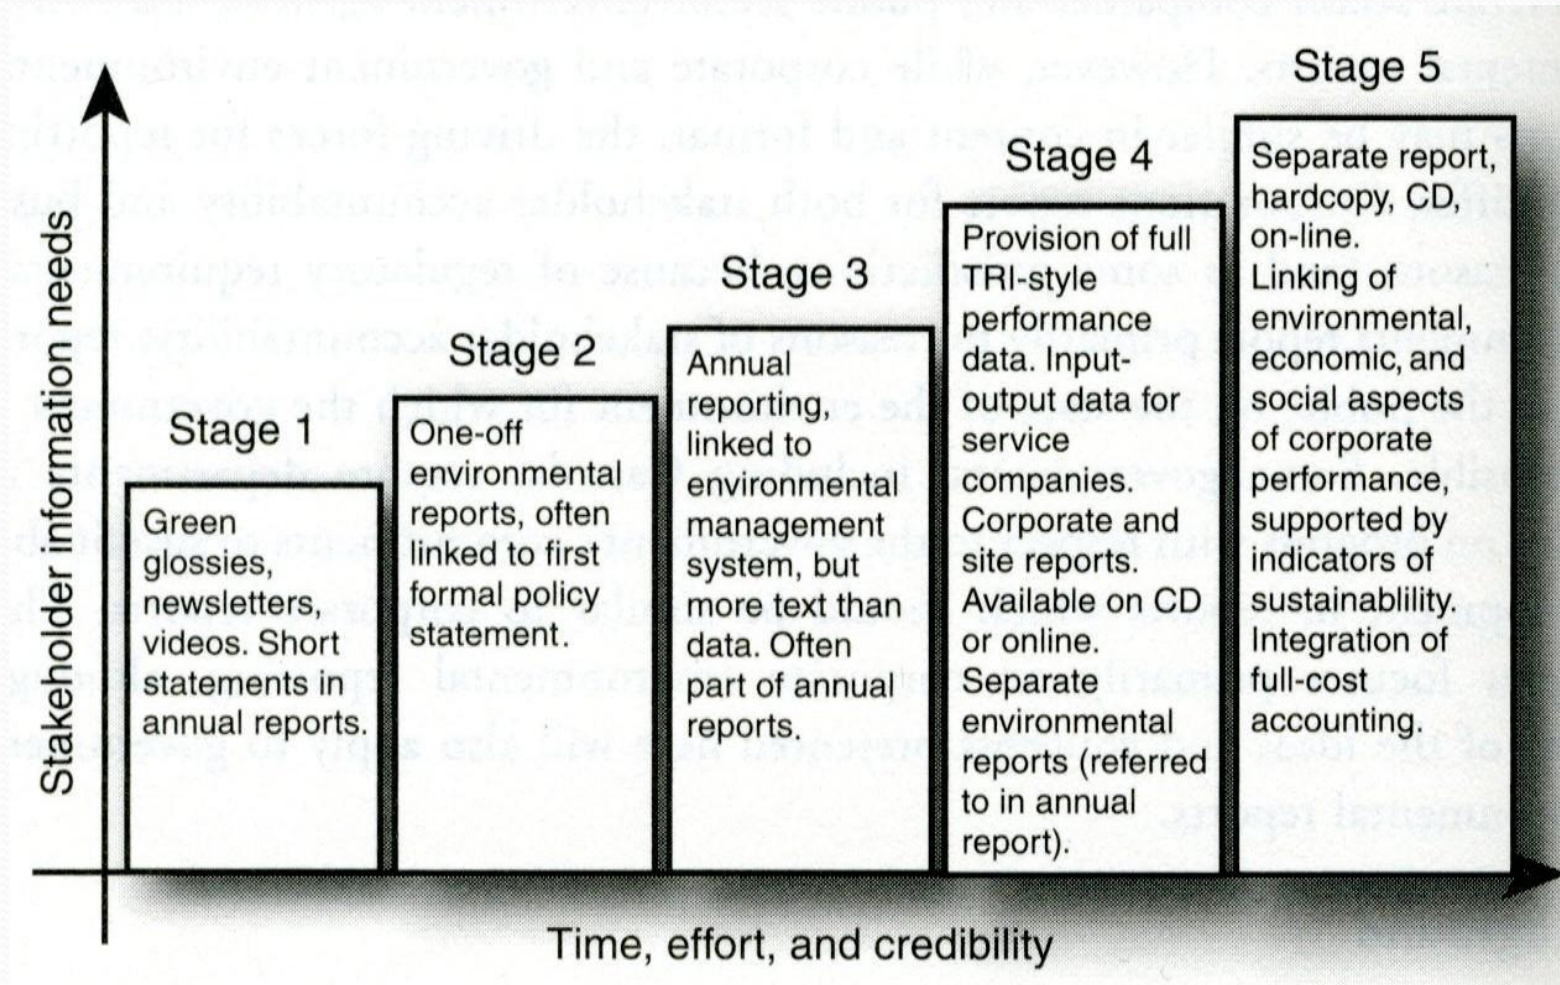 Stage 5
Separate report,
hardcopy, CD,
on-line.
Linking of
environmental,
economic, and
social aspects
of corporate
performance,
supported by
indicators of
sustainablility.
Integration of
full-cost
accounting.
Stage 4
Provision of full
TRI-style
performance
data. Input-
output data for
service
companies.
Corporate and
site reports.
Available on CD
or online.
Separate
environmental
reports (referred
to in annual
report).
Stage 3
Annual
reporting,
linked to
environmental
management
system, but
more text than
data. Often
part of annual
reports.
Stage 2
One-off
environmental
reports, often
linked to first
formal policy
statement.
Stage 1
Green
glossies,
newsletters,
videos. Short
statements in
annual reports.
Stakeholder information needs
Time, effort, and credibility